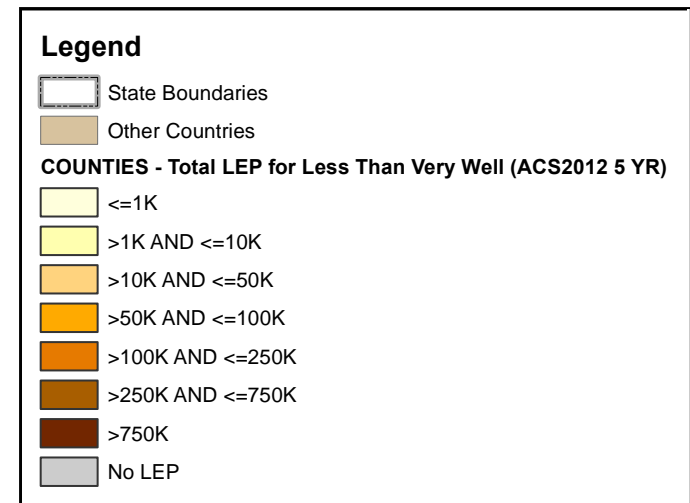 Legend
State Boundaries
Other Countries
COUNTIES - Total LEP for Less Than Very Well (ACS2012 5 YR)
<=1K
>1K AND <=10K
>10K AND <=50K
>50K AND <=100K
>100K AND <=250K
>250K AND <=750K
>750K
No LEP